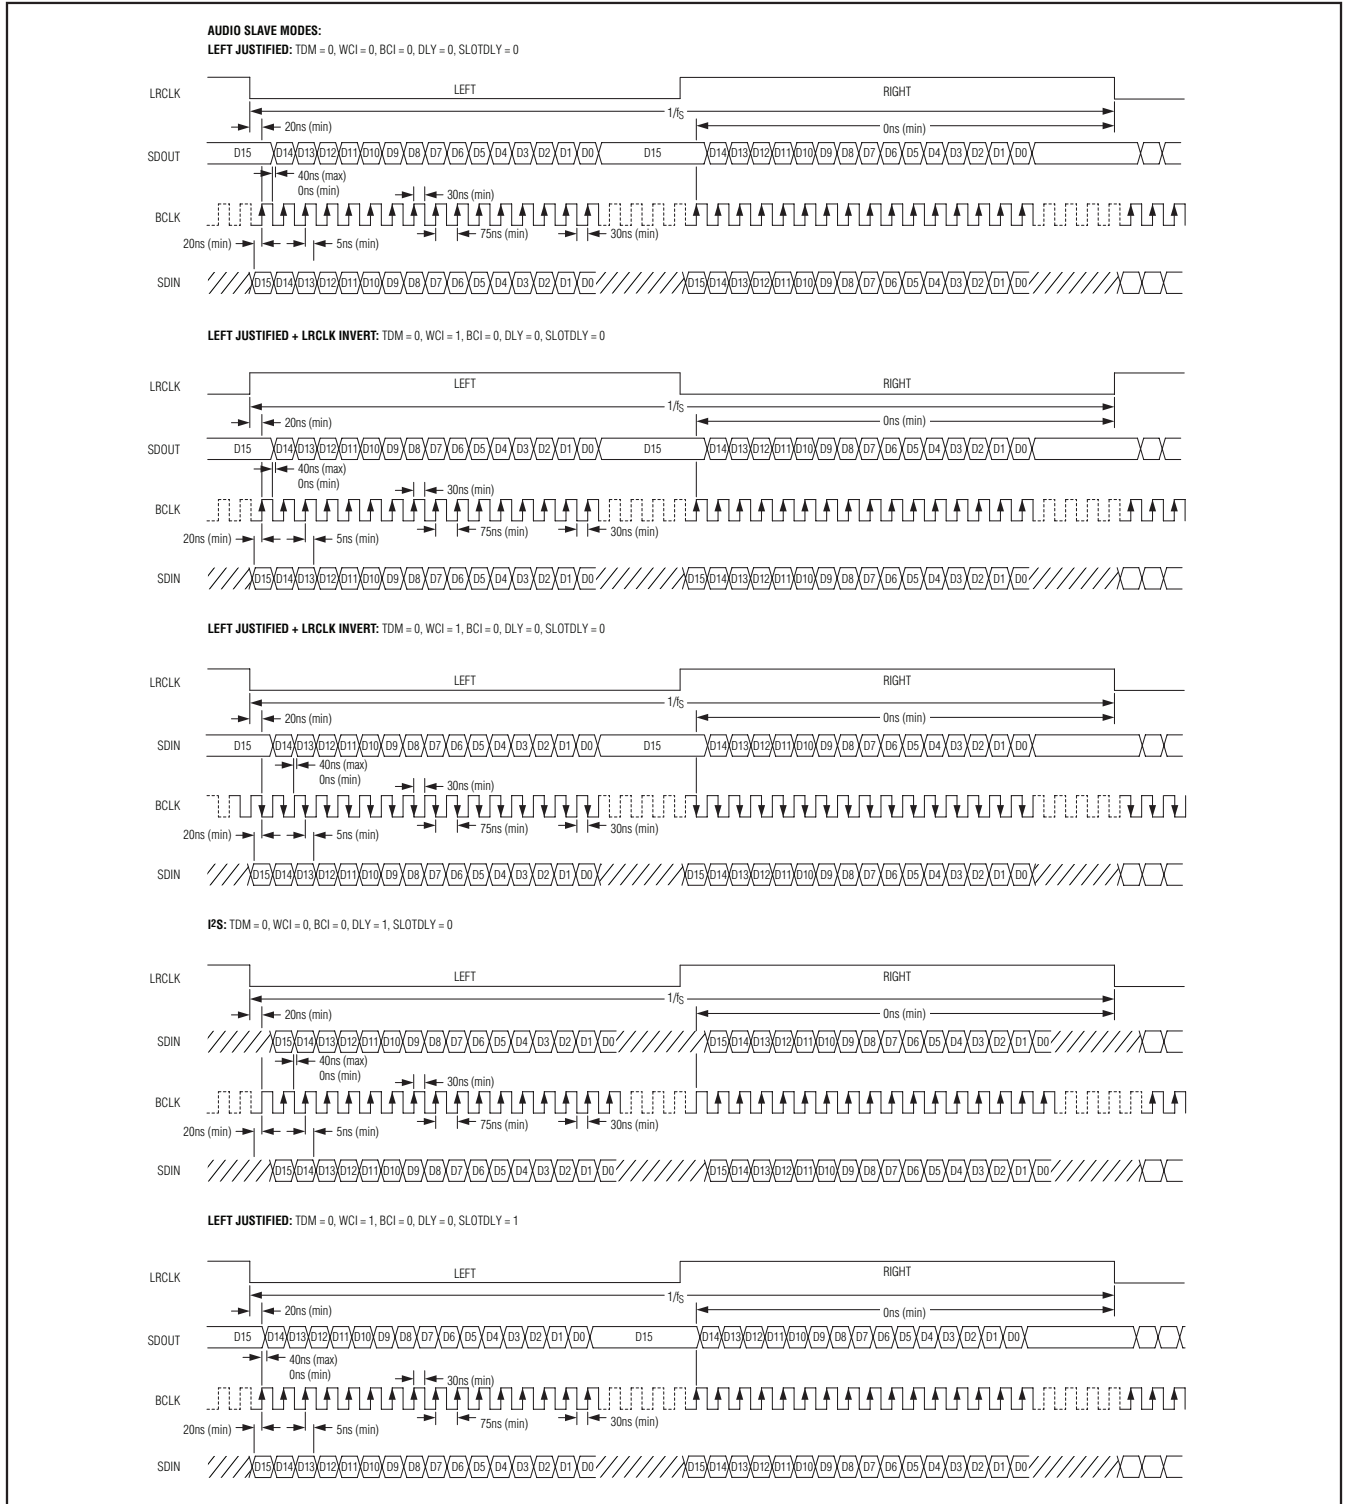 AUDIO SLAVE MODES:
LEFT JUSTIFIED: TDM = 0, WCI = 0, BCI = 0, DLY = 0, SLOTDLY = 0
LRCLK LEFT RIGHT
1/fS
20ns (min) 0ns (min)
SDOUT D15 D14 D13 D12 D11 D10 D9 D8 D7 D6 D5 D4 D3 D2 D1 D0 D15 D14 D13 D12 D11 D10 D9 D8 D7 D6 D5 D4 D3 D2 D1 D0
40ns (max)
0ns (min) 30ns (min)
BCLK
20ns (min) 5ns (min) 75ns (min) 30ns (min)
SDIN D15 D14 D13 D12 D11 D10 D9 D8 D7 D6 D5 D4 D3 D2 D1 D0 D15 D14 D13 D12 D11 D10 D9 D8 D7 D6 D5 D4 D3 D2 D1 D0
LEFT JUSTIFIED + LRCLK INVERT: TDM = 0, WCI = 1, BCI = 0, DLY = 0, SLOTDLY = 0
LRCLK LEFT RIGHT
1/fS
20ns (min) 0ns (min)
SDOUT D15 D14 D13 D12 D11 D10 D9 D8 D7 D6 D5 D4 D3 D2 D1 D0 D15 D14 D13 D12 D11 D10 D9 D8 D7 D6 D5 D4 D3 D2 D1 D0
40ns (max)
0ns (min) 30ns (min)
BCLK
20ns (min) 5ns (min) 75ns (min) 30ns (min)
SDIN D15 D14 D13 D12 D11 D10 D9 D8 D7 D6 D5 D4 D3 D2 D1 D0 D15 D14 D13 D12 D11 D10 D9 D8 D7 D6 D5 D4 D3 D2 D1 D0
LEFT JUSTIFIED + LRCLK INVERT: TDM = 0, WCI = 1, BCI = 0, DLY = 0, SLOTDLY = 0
LRCLK LEFT RIGHT
1/fS
20ns (min) 0ns (min)
SDIN D15 D14 D13 D12 D11 D10 D9 D8 D7 D6 D5 D4 D3 D2 D1 D0 D15 D14 D13 D12 D11 D10 D9 D8 D7 D6 D5 D4 D3 D2 D1 D0
40ns (max)
0ns (min) 30ns (min)
BCLK
20ns (min) 5ns (min) 75ns (min) 30ns (min)
SDIN D15 D14 D13 D12 D11 D10 D9 D8 D7 D6 D5 D4 D3 D2 D1 D0 D15 D14 D13 D12 D11 D10 D9 D8 D7 D6 D5 D4 D3 D2 D1 D0
I2S: TDM = 0, WCI = 0, BCI = 0, DLY = 1, SLOTDLY = 0
LRCLK LEFT RIGHT
1/fS
20ns (min) 0ns (min)
SDIN D15 D14 D13 D12 D11 D10 D9 D8 D7 D6 D5 D4 D3 D2 D1 D0 D15 D14 D13 D12 D11 D10 D9 D8 D7 D6 D5 D4 D3 D2 D1 D0
40ns (max)
0ns (min) 30ns (min)
BCLK
20ns (min) 5ns (min) 75ns (min) 30ns (min)
SDIN D15 D14 D13 D12 D11 D10 D9 D8 D7 D6 D5 D4 D3 D2 D1 D0 D15 D14 D13 D12 D11 D10 D9 D8 D7 D6 D5 D4 D3 D2 D1 D0
LEFT JUSTIFIED: TDM = 0, WCI = 1, BCI = 0, DLY = 0, SLOTDLY = 1
LRCLK LEFT RIGHT
1/fS
20ns (min) 0ns (min)
SDOUT D15 D14 D13 D12 D11 D10 D9 D8 D7 D6 D5 D4 D3 D2 D1 D0 D15 D14 D13 D12 D11 D10 D9 D8 D7 D6 D5 D4 D3 D2 D1 D0
40ns (max)
0ns (min) 30ns (min)
BCLK
20ns (min) 5ns (min) 75ns (min) 30ns (min)
SDIN D15 D14 D13 D12 D11 D10 D9 D8 D7 D6 D5 D4 D3 D2 D1 D0 D15 D14 D13 D12 D11 D10 D9 D8 D7 D6 D5 D4 D3 D2 D1 D0